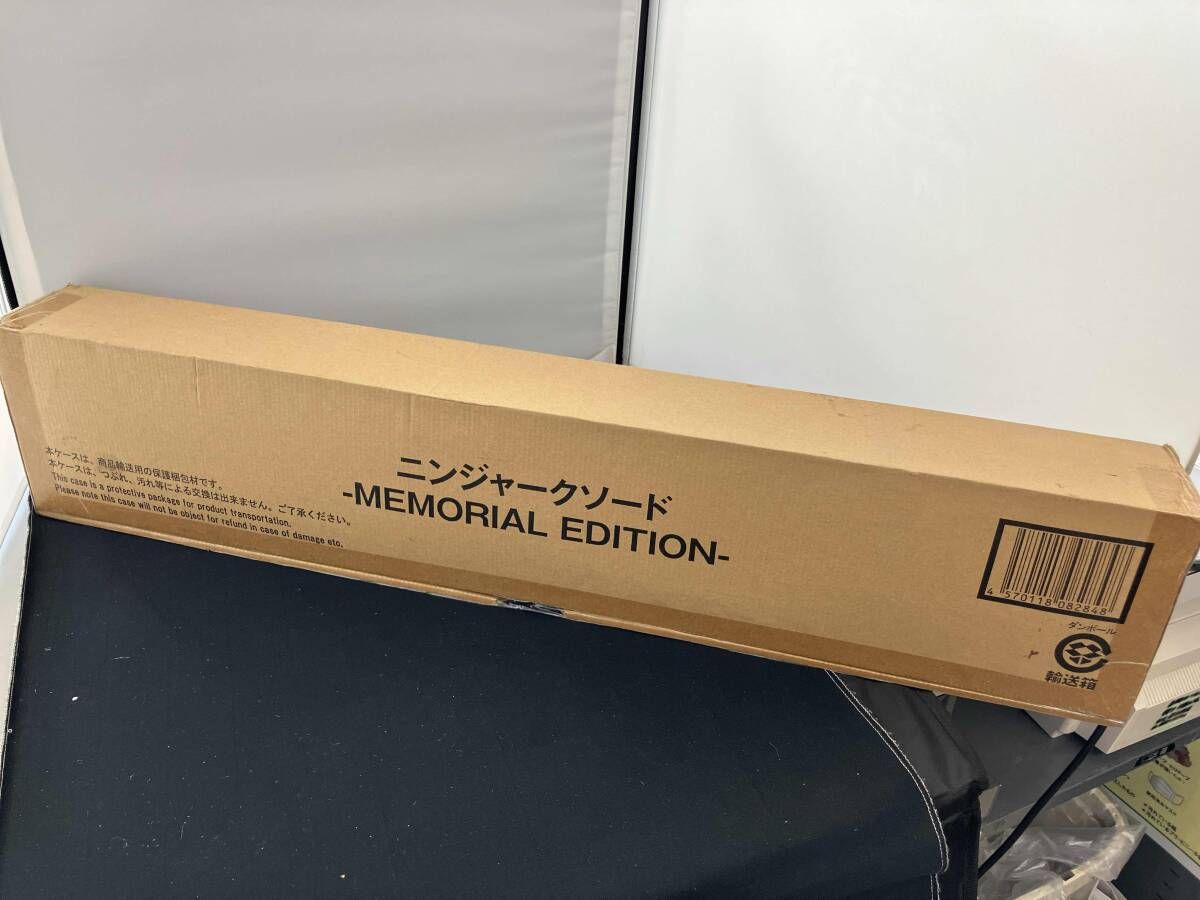 本ケースは、商品輸送用の保護梱包材です。
本ケースは、つぶれ、汚れ等による交換は出来ません。ご了承ください。
This case is a protective package for product transportation.
Please note this case will not be object for refund in case of damage etc.
ニンジャークソード
-MEMORIAL EDITION-
4 570118 082848
ダンボール
輸送箱